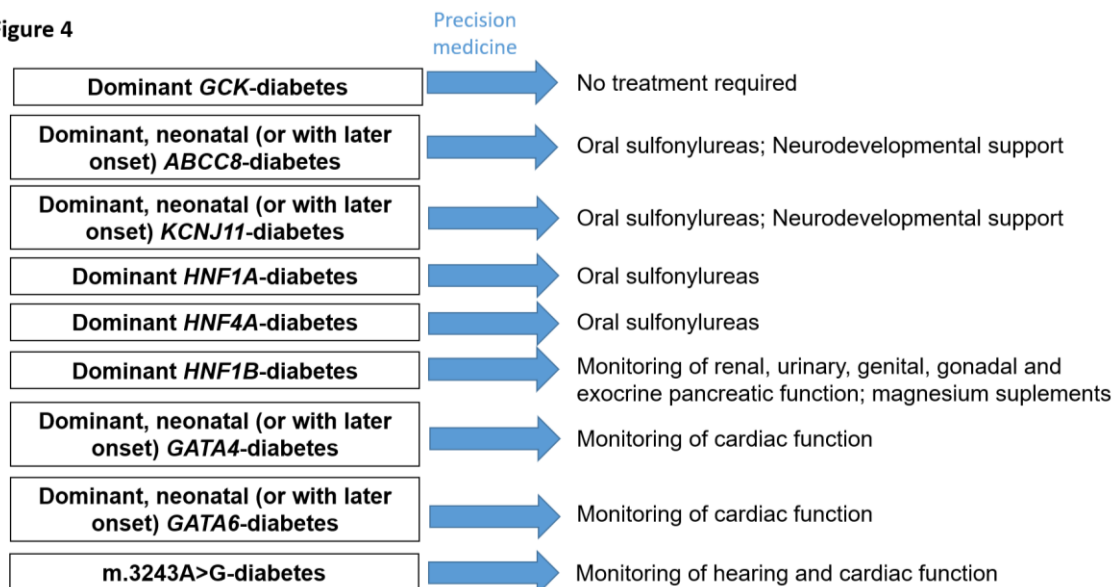 igure 4
Precision
medicine
Dominant GCK-diabetes
No treatment required
Dominant, neonatal (or with later
onset) ABCC8-diabetes
Oral sulfonylureas; Neurodevelopmental support
Dominant, neonatal (or with later
onset) KCNJ11-diabetes
Oral sulfonylureas; Neurodevelopmental support
Dominant HNF1A-diabetes
Oral sulfonylureas
Dominant HNF4A-diabetes
Oral sulfonylureas
Dominant HNF1B-diabetes
Monitoring of renal, urinary, genital, gonadal and
exocrine pancreatic function; magnesium suplements
Dominant, neonatal (or with later
onset) GATA4-diabetes
Monitoring of cardiac function
Dominant, neonatal (or with later
onset) GATA6-diabetes
Monitoring of cardiac function
m.3243A>G-diabetes
Monitoring of hearing and cardiac function